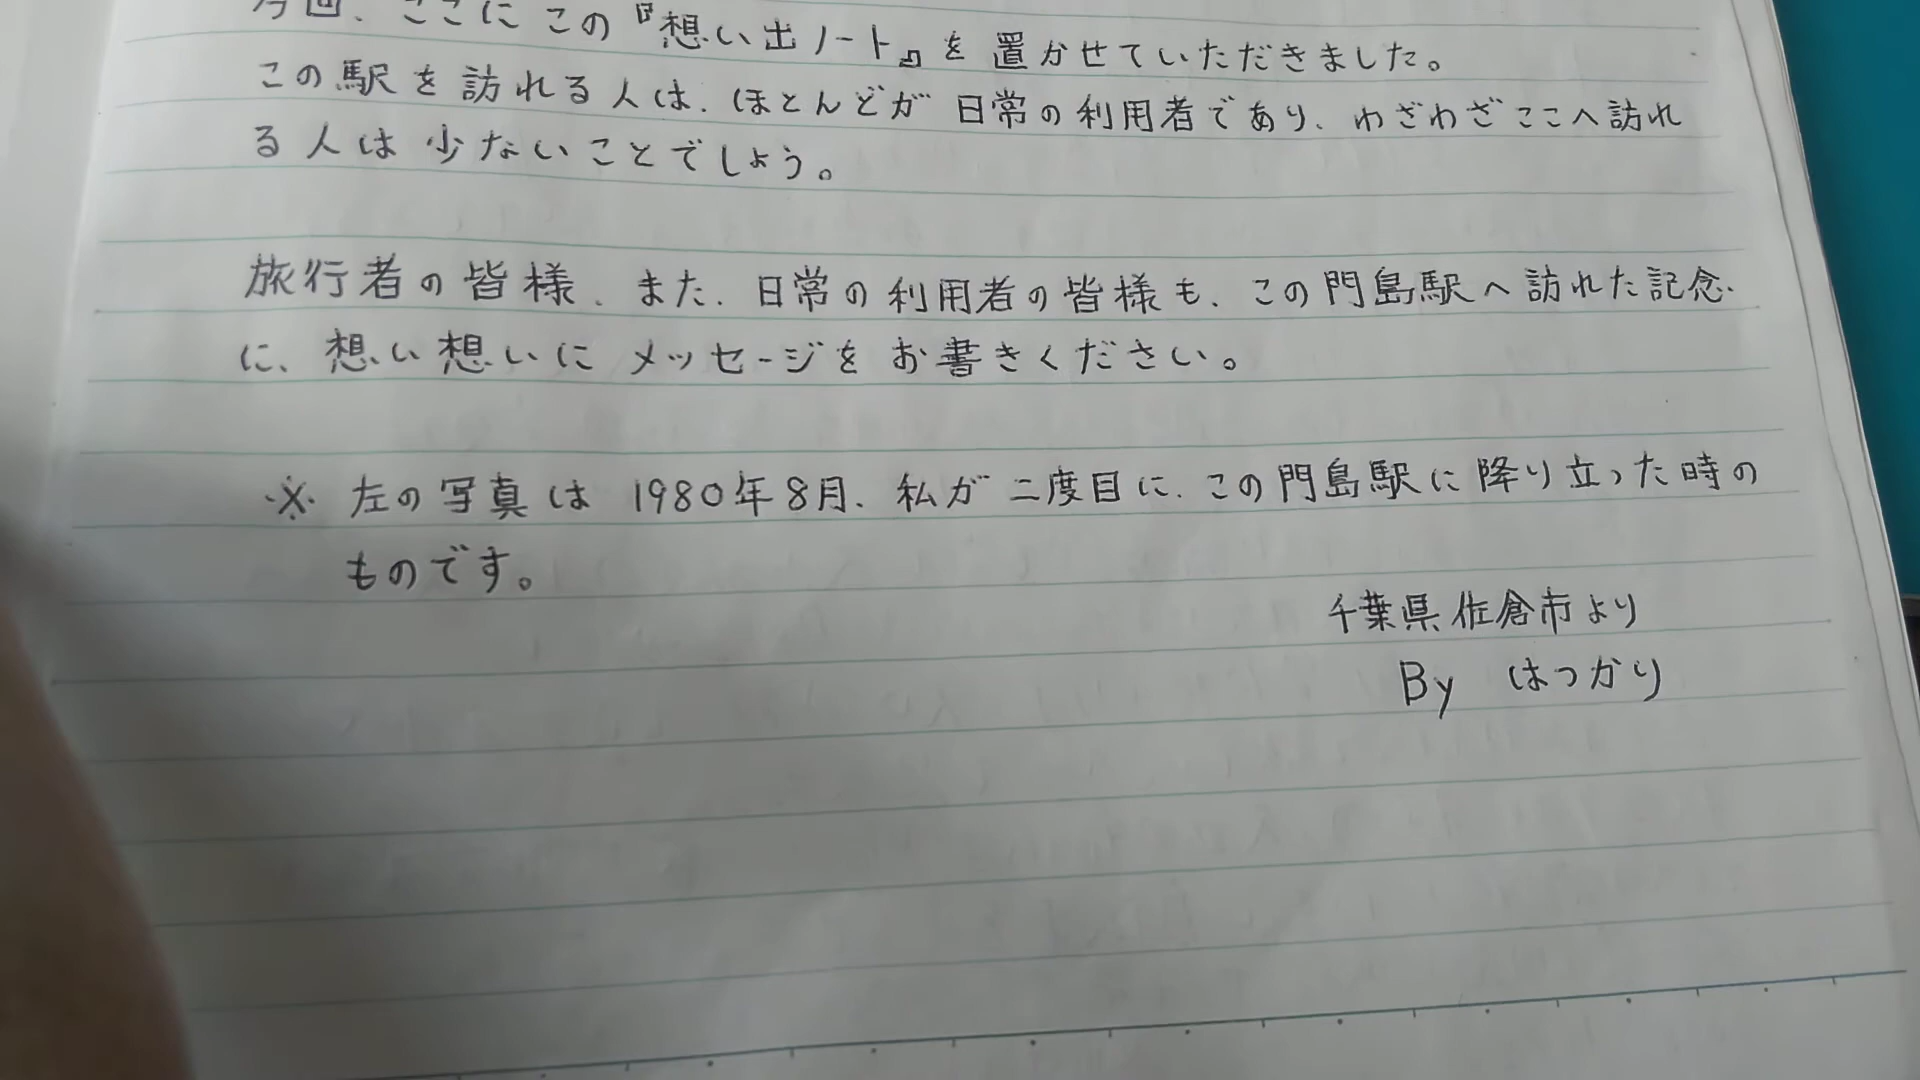 今回、ここにこの『想い出ノート』を置かせていただきました。
この駅を訪れる人は、ほとんどが日常の利用者であり、わざわざここへ訪れ
る人は少ないことでしょう。
旅行者の皆様、また、日常の利用者の皆様も、この門島駅へ訪れた記念
に、想い想いにメッセージをお書きください。
※ 左の写真は1980年8月、私が二度目に、この門島駅に降り立った時の
ものです。
千葉県佐倉市より
By はつかり